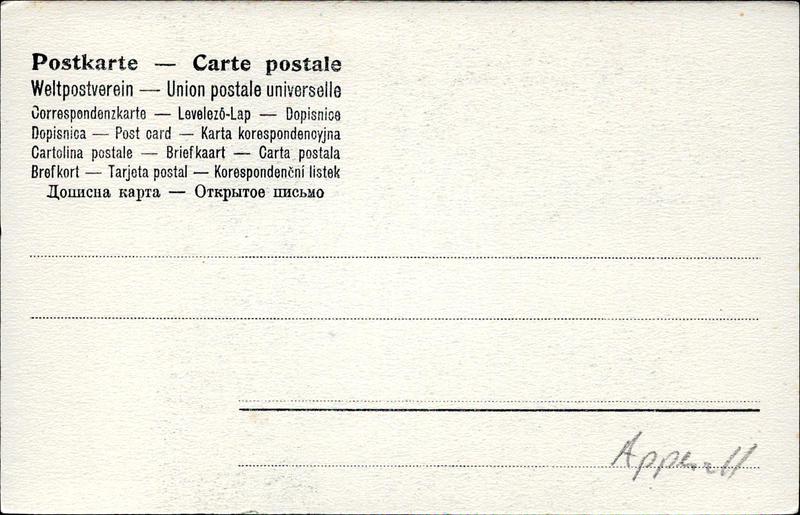 Postkarte — Carte postale
Weltpostverein — Union postale universelle
Correspondenzkarte — Levelező-Lap — Dopisnice
Dopisnica — Post card — Karta korespondencyjna
Cartolina postale — Briefkaart — Carta postala
Brefkort — Tarjeta postal — Korespondenční listek
Дописна карта — Открытое письмо